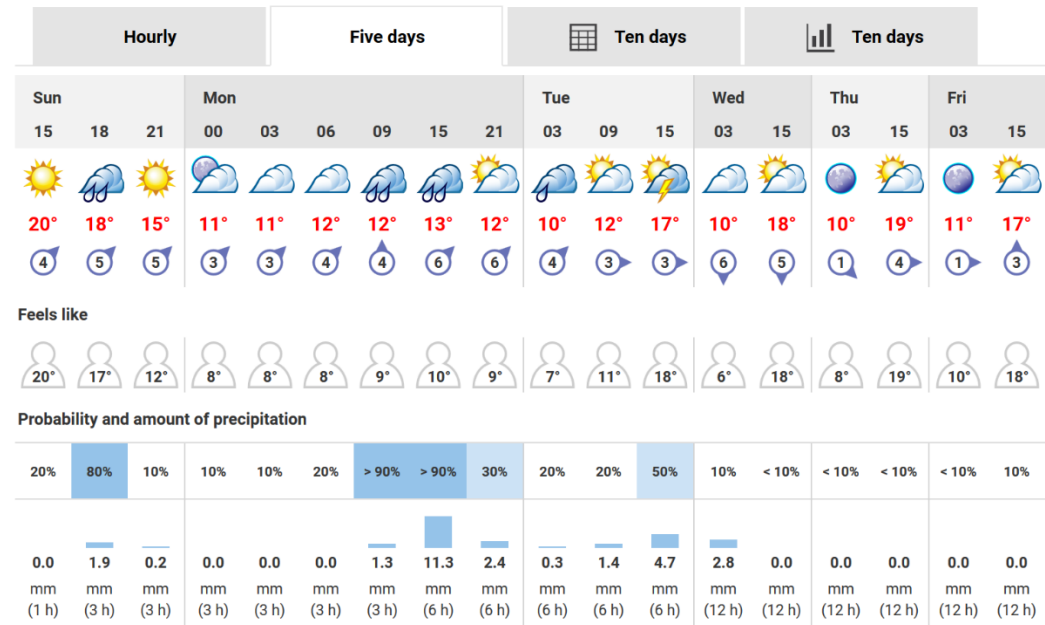 Hourly Five days Ten days Ten days
Sun Mon Tue Wed Thu Fri
15 18 21 00 03 06 09 15 21 03 09 15 03 15 03 15 03 15
20° 18° 15° 11° 11° 12° 12° 13° 12° 10° 12° 17° 10° 18° 10° 19° 11° 17°
4 5 5 3 3 4 4 6 6 4 3 3 6 5 1 4 1 3
Feels like
20° 17° 12° 8° 8° 8° 9° 10° 9° 7° 11° 18° 6° 18° 8° 19° 10° 18°
Probability and amount of precipitation
20% 80% 10% 10% 10% 20% > 90% > 90% 30% 20% 20% 50% 10% < 10% < 10% < 10% < 10% 10%
0.0 1.9 0.2 0.0 0.0 0.0 1.3 11.3 2.4 0.3 1.4 4.7 2.8 0.0 0.0 0.0 0.0 0.0
mm mm mm mm mm mm mm mm mm mm mm mm mm mm mm mm mm mm
(1 h) (3 h) (3 h) (3 h) (3 h) (3 h) (3 h) (6 h) (6 h) (6 h) (6 h) (6 h) (12 h) (12 h) (12 h) (12 h) (12 h) (12 h)